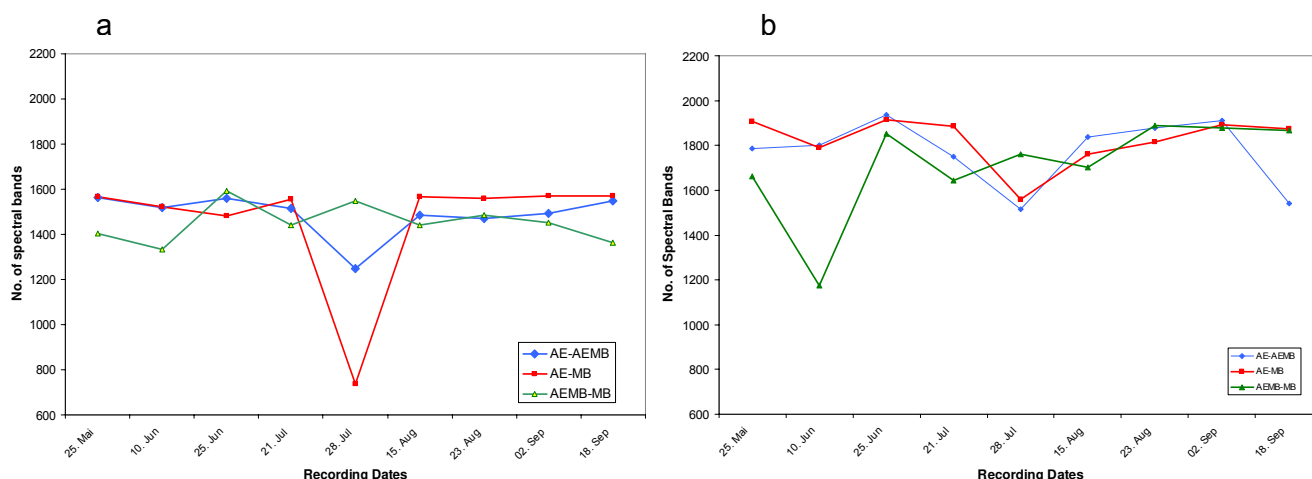 a
No. of spectral bands
2200
2000
1800
1600
1400
1200
1000
800
600
AE-AEMB
AE-MB
AEMB-MB
25. Mai
10. Jun
25. Jun
21. Jul
28. Jul
15. Aug
23. Aug
02. Sep
18. Sep
Recording Dates
b
No. of Spectral Bands
2200
2000
1800
1600
1400
1200
1000
800
600
AE-AEMB
AE-MB
AEMB-MB
25. Mai
10. Jun
25. Jun
21. Jul
28. Jul
15. Aug
23. Aug
02. Sep
18. Sep
Recording Dates